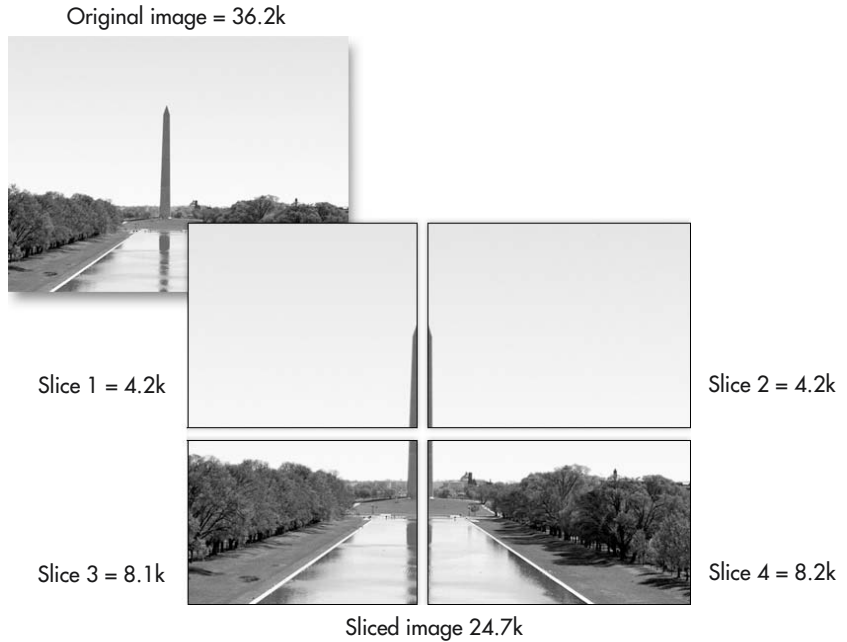 Original image = 36.2k
Slice 1 = 4.2k
Slice 2 = 4.2k
Slice 3 = 8.1k
Slice 4 = 8.2k
Sliced image 24.7k